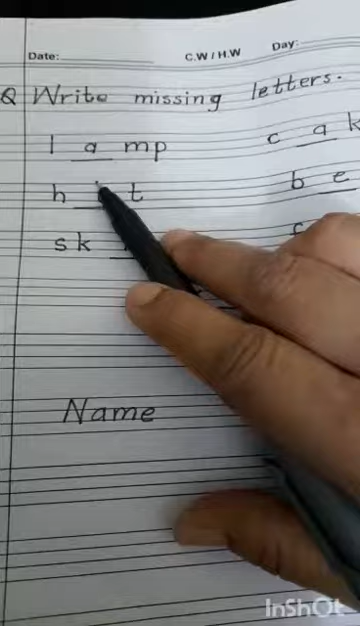 Date: C.W / H.W Day:
Q Write missing letters.
l a mp c a k
h t b e
sk c
Name
InShOt